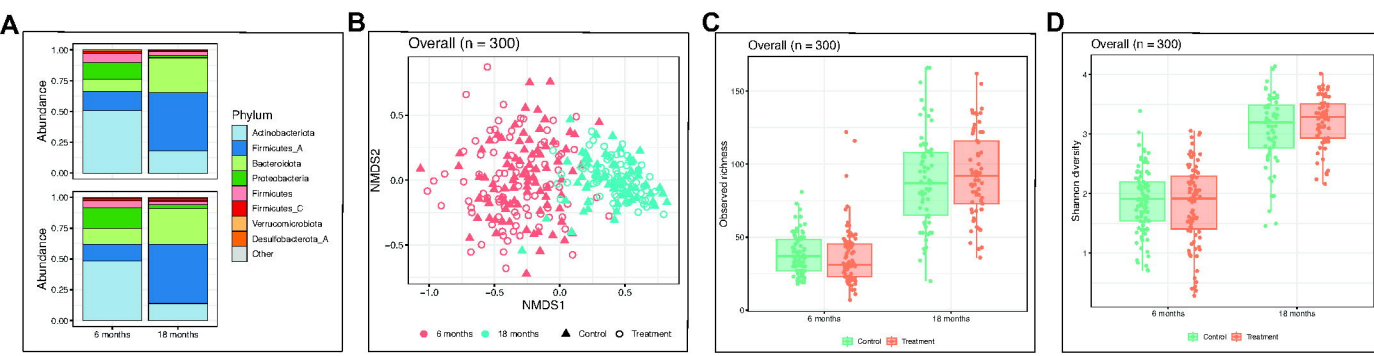 A
1.00
0.75
0.50
0.25
0.00
Abundance
1.00
0.75
0.50
0.25
0.00
Abundance
6 months
18 months
Phylum
Actinobacteriota
Firmicutes_A
Bacteroidota
Proteobacteria
Firmicutes
Firmicutes_C
Verrucomicrobiota
Desulfobacterota_A
Other
B
Overall (n = 300)
NMDS2
0.5
0.0
−0.5
−1.0
−0.5
0.0
0.5
NMDS1
6 months
18 months
Control
Treatment
C
Overall (n = 300)
Observed richness
150
100
50
0
6 months
18 months
Control
Treatment
D
Overall (n = 300)
Shannon diversity
4
3
2
1
6 months
18 months
Control
Treatment